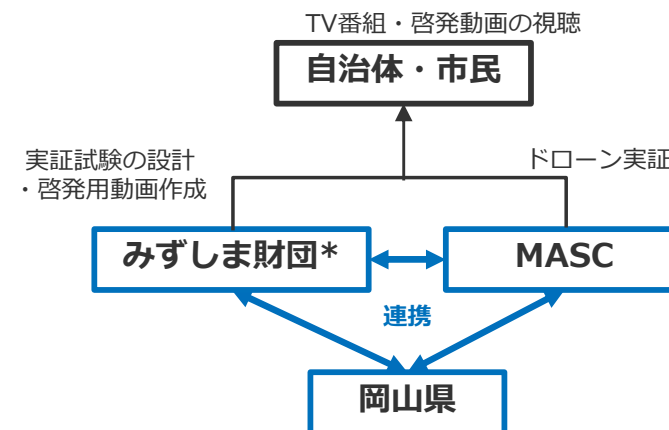 TV番組・啓発動画の視聴
自治体・市民
実証試験の設計
・啓発用動画作成
ドローン実証
みずしま財団*
MASC
連携
岡山県